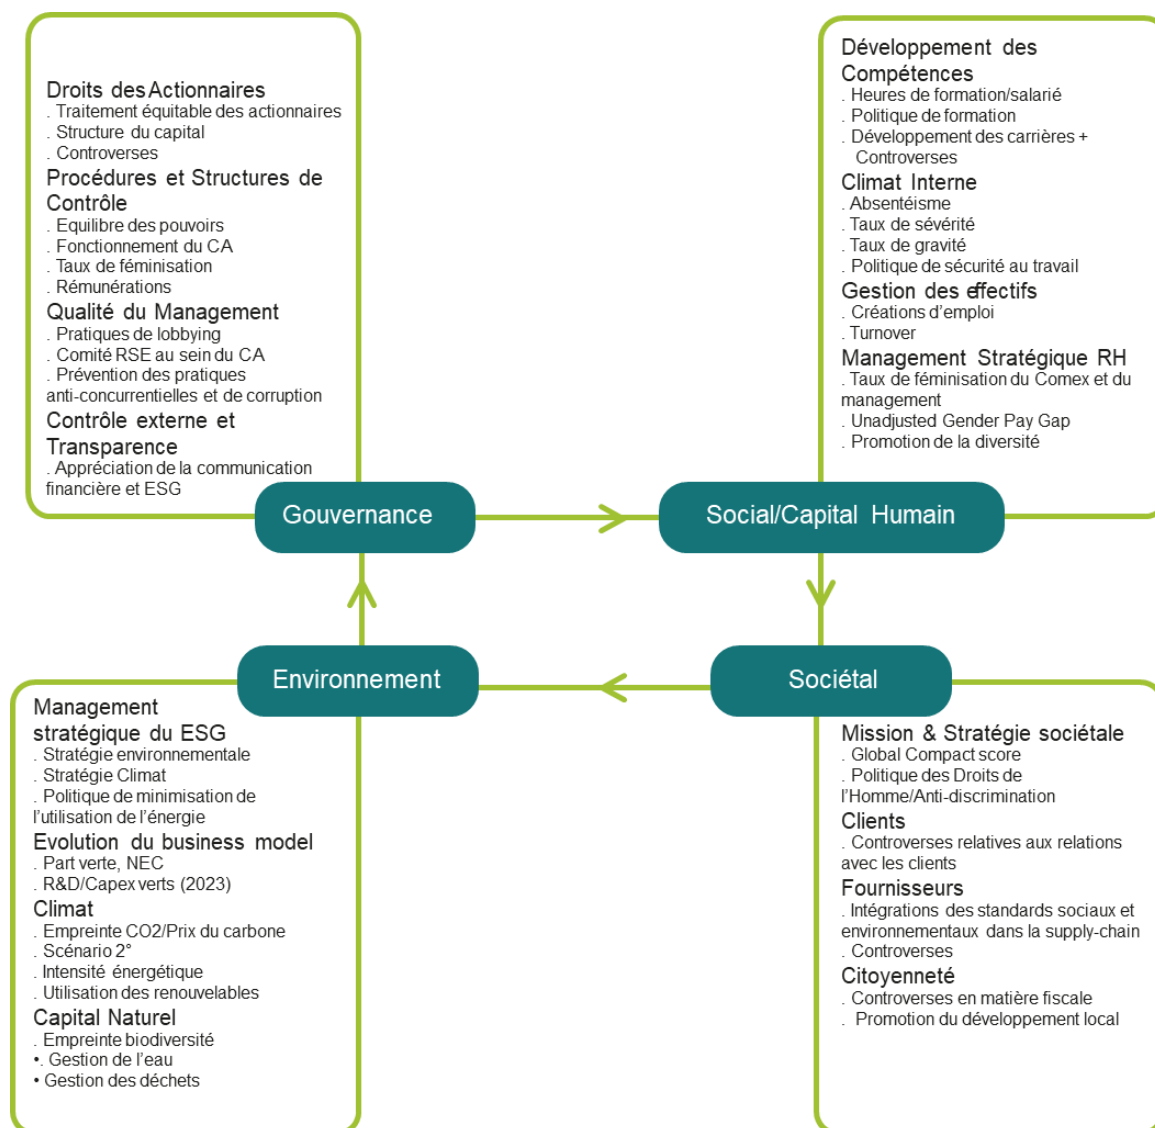 Droits des Actionnaires
. Traitement équitable des actionnaires
. Structure du capital
. Controverses
Procédures et Structures de
Contrôle
. Equilibre des pouvoirs
. Fonctionnement du CA
. Taux de féminisation
. Rémunérations
Qualité du Management
. Pratiques de lobbying
. Comité RSE au sein du CA
. Prévention des pratiques
anti-concurrentielles et de corruption
Contrôle externe et
Transparence
. Appréciation de la communication
financière et ESG
Gouvernance
Développement des
Compétences
. Heures de formation/salarié
. Politique de formation
. Développement des carrières +
Controverses
Climat Interne
. Absentéisme
. Taux de sévérité
. Taux de gravité
. Politique de sécurité au travail
Gestion des effectifs
. Créations d’emploi
. Turnover
Management Stratégique RH
. Taux de féminisation du Comex et du
management
. Unadjusted Gender Pay Gap
. Promotion de la diversité
Social/Capital Humain
Environnement
Management
stratégique du ESG
. Stratégie environnementale
. Stratégie Climat
. Politique de minimisation de
l’utilisation de l’énergie
Evolution du business model
. Part verte, NEC
. R&D/Capex verts (2023)
Climat
. Empreinte CO2/Prix du carbone
. Scénario 2°
. Intensité énergétique
. Utilisation des renouvelables
Capital Naturel
. Empreinte biodiversité
•. Gestion de l’eau
• Gestion des déchets
Sociétal
Mission & Stratégie sociétale
. Global Compact score
. Politique des Droits de
l’Homme/Anti-discrimination
Clients
. Controverses relatives aux relations
avec les clients
Fournisseurs
. Intégrations des standards sociaux et
environnementaux dans la supply-chain
. Controverses
Citoyenneté
. Controverses en matière fiscale
. Promotion du développement local